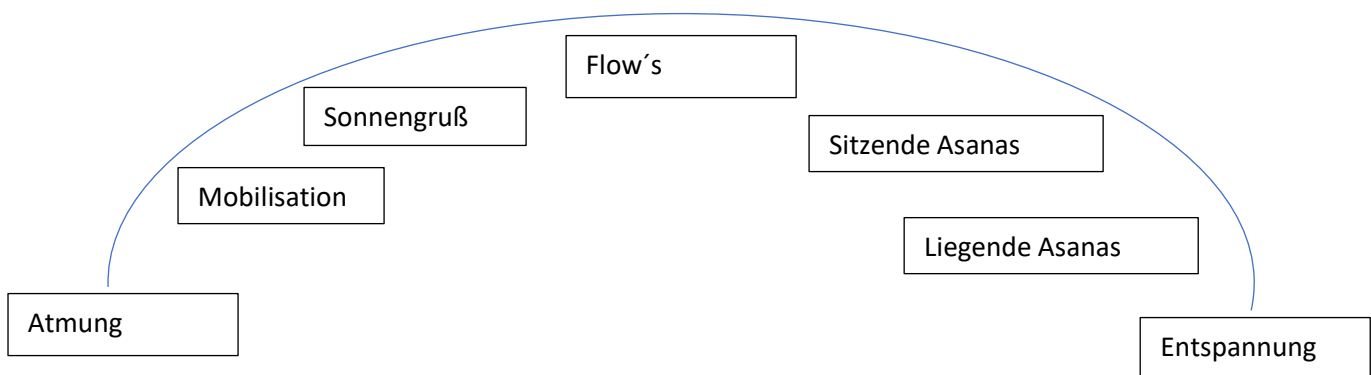 Atmung
Mobilisation
Sonnengruß
Flow´s
Sitzende Asanas
Liegende Asanas
Entspannung